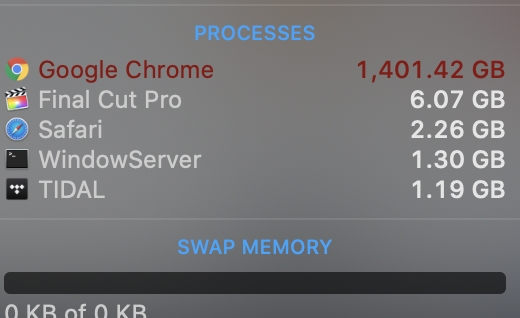 PROCESSES
Google Chrome 1,401.42 GB
Final Cut Pro 6.07 GB
Safari 2.26 GB
WindowServer 1.30 GB
TIDAL 1.19 GB
SWAP MEMORY
0 KB of 0 KB